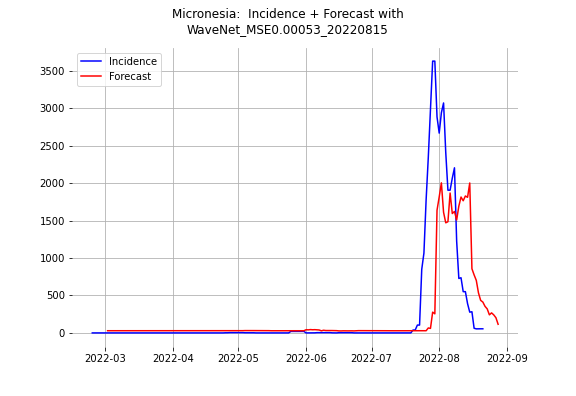 Micronesia:  Incidence + Forecast with
WaveNet_MSE0.00053_20220815
Incidence
Forecast
3500
3000
2500
2000
1500
1000
500
0
2022-03 2022-04 2022-05 2022-06 2022-07 2022-08 2022-09